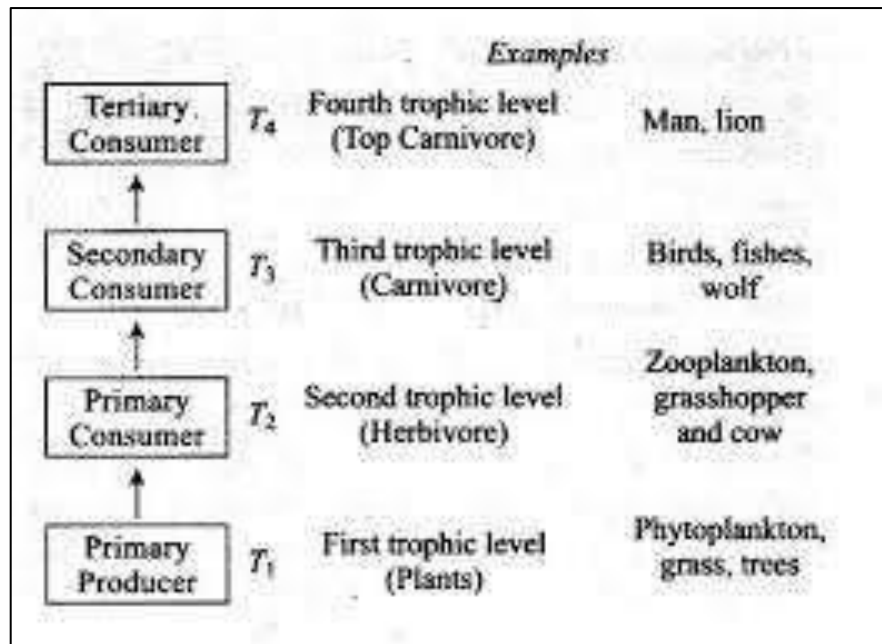 Examples
Tertiary
Consumer
T4
Fourth trophic level
(Top Carnivore)
Man, lion
Secondary
Consumer
T3
Third trophic level
(Carnivore)
Birds, fishes,
wolf
Primary
Consumer
T2
Second trophic level
(Herbivore)
Zooplankton,
grasshopper
and cow
Primary
Producer
T1
First trophic level
(Plants)
Phytoplankton,
grass, trees